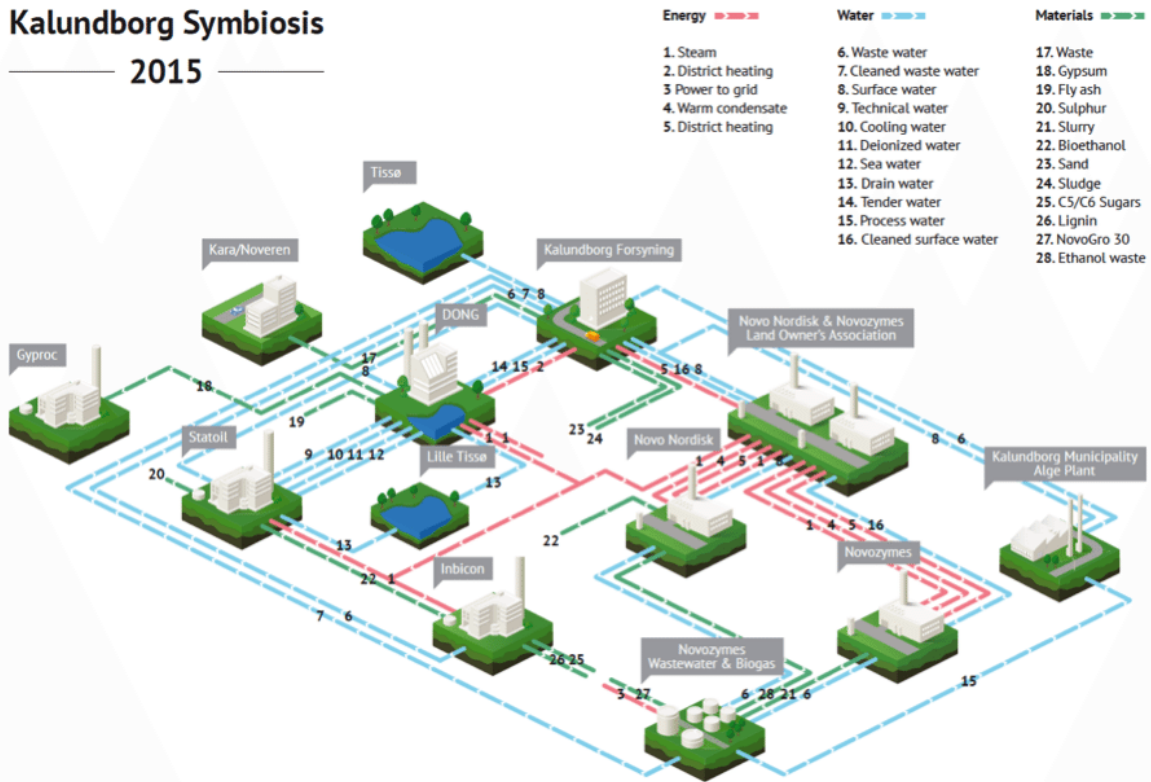 Kalundborg Symbiosis
2015
Energy
1. Steam
2. District heating
3 Power to grid
4. Warm condensate
5. District heating
Water
6. Waste water
7. Cleaned waste water
8. Surface water
9. Technical water
10. Cooling water
11. Deionized water
12. Sea water
13. Drain water
14. Tender water
15. Process water
16. Cleaned surface water
Materials
17. Waste
18. Gypsum
19. Fly ash
20. Sulphur
21. Slurry
22. Bioethanol
23. Sand
24. Sludge
25. C5/C6 Sugars
26. Lignin
27. NovoGro 30
28. Ethanol waste
Tissø
Kara/Noveren
Kalundborg Forsyning
6 7 8
DONG
Novo Nordisk & Novozymes
Land Owner's Association
Gyproc
17
8
14 15 2
5 16 8
18
19
23
24
Statoil
1 1
Novo Nordisk
8 6
9 10 11 12
Lille Tissø
1 4 5 1 8
Kalundborg Municipality
Alge Plant
20
13
1 4 5 16
22
13
Novozymes
Inbicon
22 1
7 6
Novozymes
Wastewater & Biogas
26 25
15
3 27
6 28 21 6